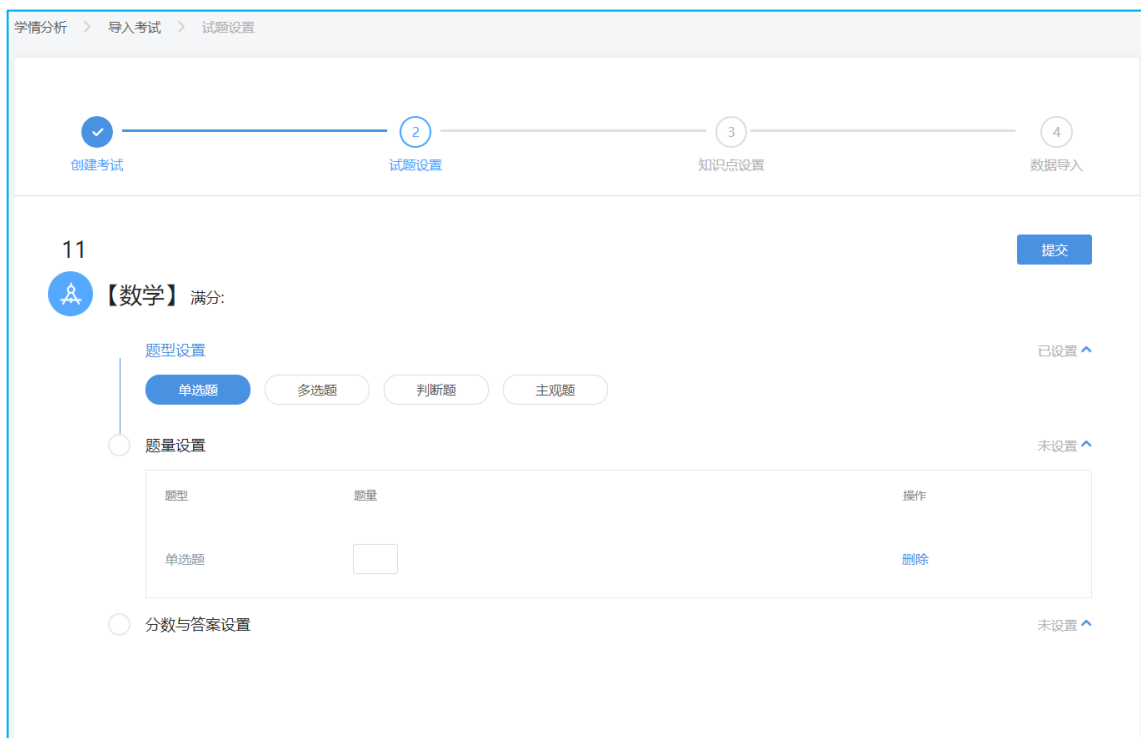 学情分析 > 导入考试 > 试题设置
2 3 4
创建考试 试题设置 知识点设置 数据导入
11 提交
【数学】 满分:
题型设置 已设置
单选题 多选题 判断题 主观题
题量设置 未设置
题型 题量 操作
单选题 删除
分数与答案设置 未设置